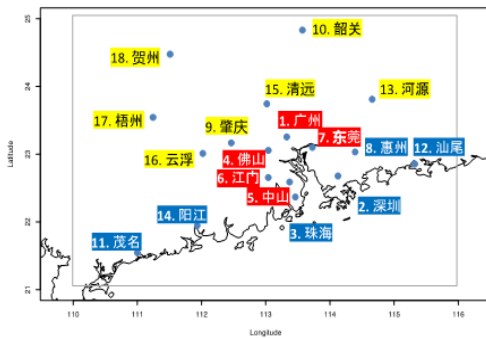 25
10. 韶关
18. 贺州
24
15. 清远
13. 河源
17. 梧州
1. 广州
9. 肇庆
7. 东莞
23
4. 佛山
8. 惠州
12. 汕尾
16. 云浮
6. 江门
5. 中山
2. 深圳
14. 阳江
22
3. 珠海
11. 茂名
21
Latitude
110
111
112
113
114
115
116
Longitude